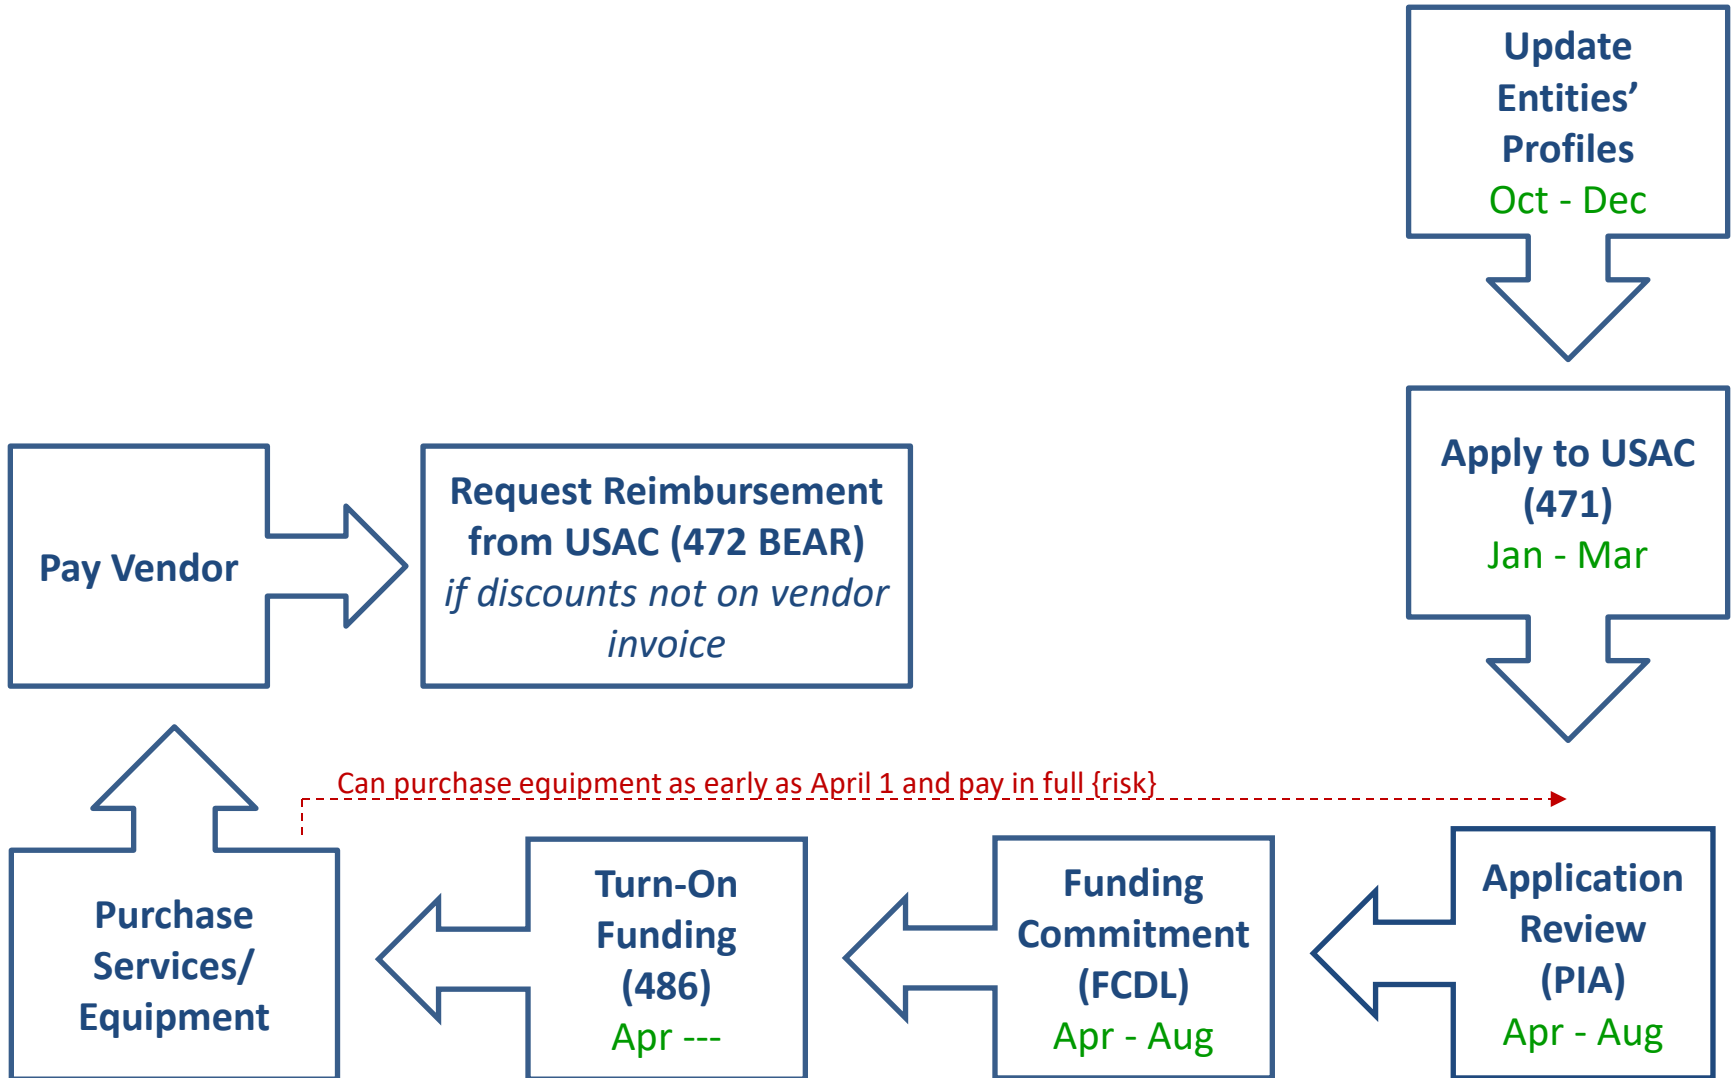 Update
Entities’
Profiles
Oct - Dec
Apply to USAC
(471)
Jan - Mar
Pay Vendor
Request Reimbursement
from USAC (472 BEAR)
if discounts not on vendor
invoice
Can purchase equipment as early as April 1 and pay in full {risk}
Application
Review
(PIA)
Apr - Aug
Funding
Commitment
(FCDL)
Apr - Aug
Turn-On
Funding
(486)
Apr ---
Purchase
Services/
Equipment